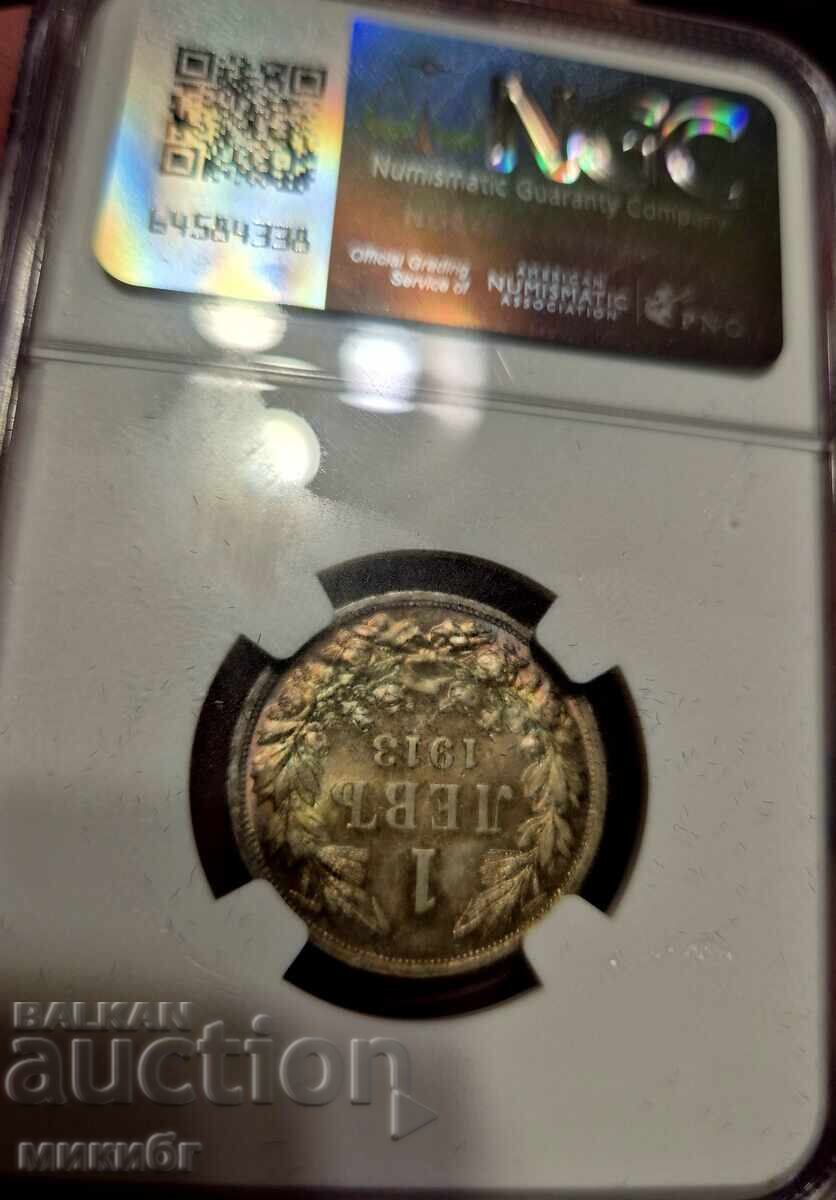 NGC
Numismatic Guaranty Company
64584338
Official Grading
Service of
AMERICAN
NUMISMATIC
ASSOCIATION
PNG
1
ЛЕВЪ
1913
BALKAN
auction
микибг